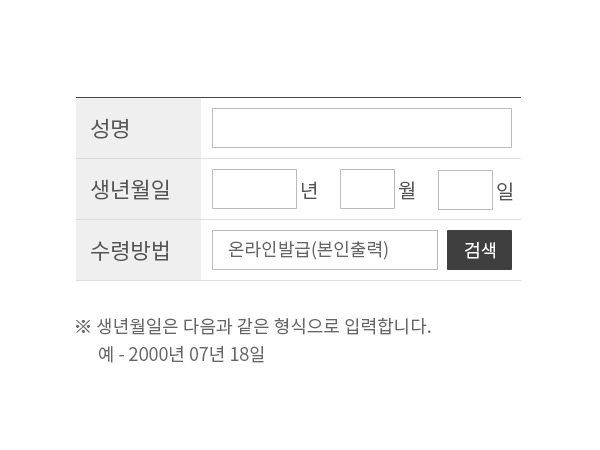 성명
생년월일 년 월 일
수령방법 온라인발급(본인출력) 검색
※ 생년월일은 다음과 같은 형식으로 입력합니다.
예 - 2000년 07년 18일